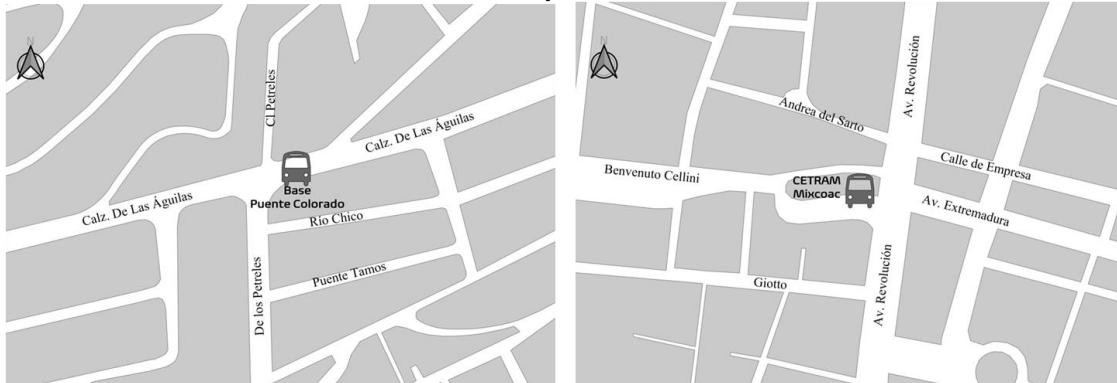 N
Cl Petreles
Calz. De Las Águilas
Base
Puente Colorado
Calz. De Las Águilas
Río Chico
Puente Tamos
De los Petreles
N
Av. Revolución
Andrea del Sarto
Calle de Empresa
Benvenuto Cellini
CETRAM
Mixcoac
Av. Extremadura
Giotto
Av. Revolución